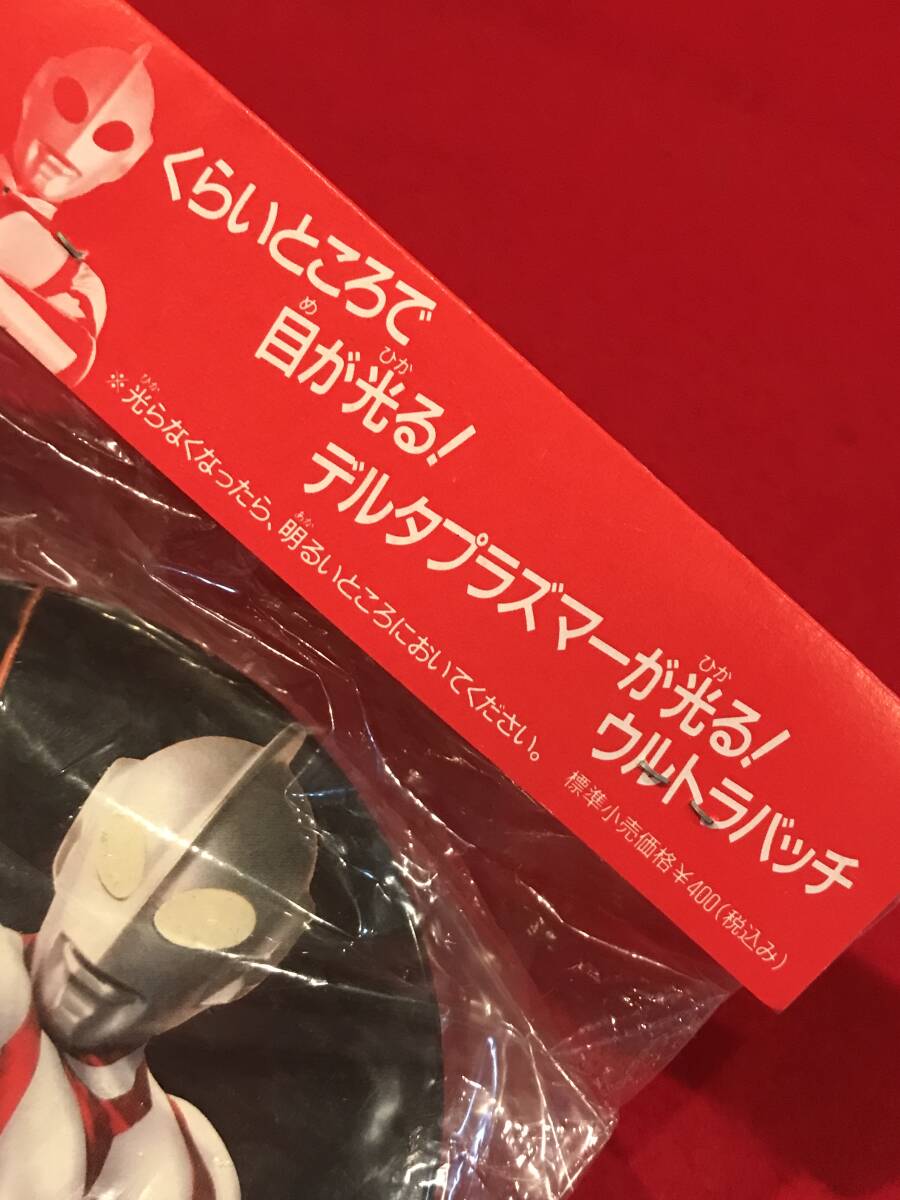 くらいところで
目が光る!
デルタプラズマーが光る!
ウルトラバッチ
※光らなくなったら、明るいところにおいてください。
標準小売価格¥400(税込み)